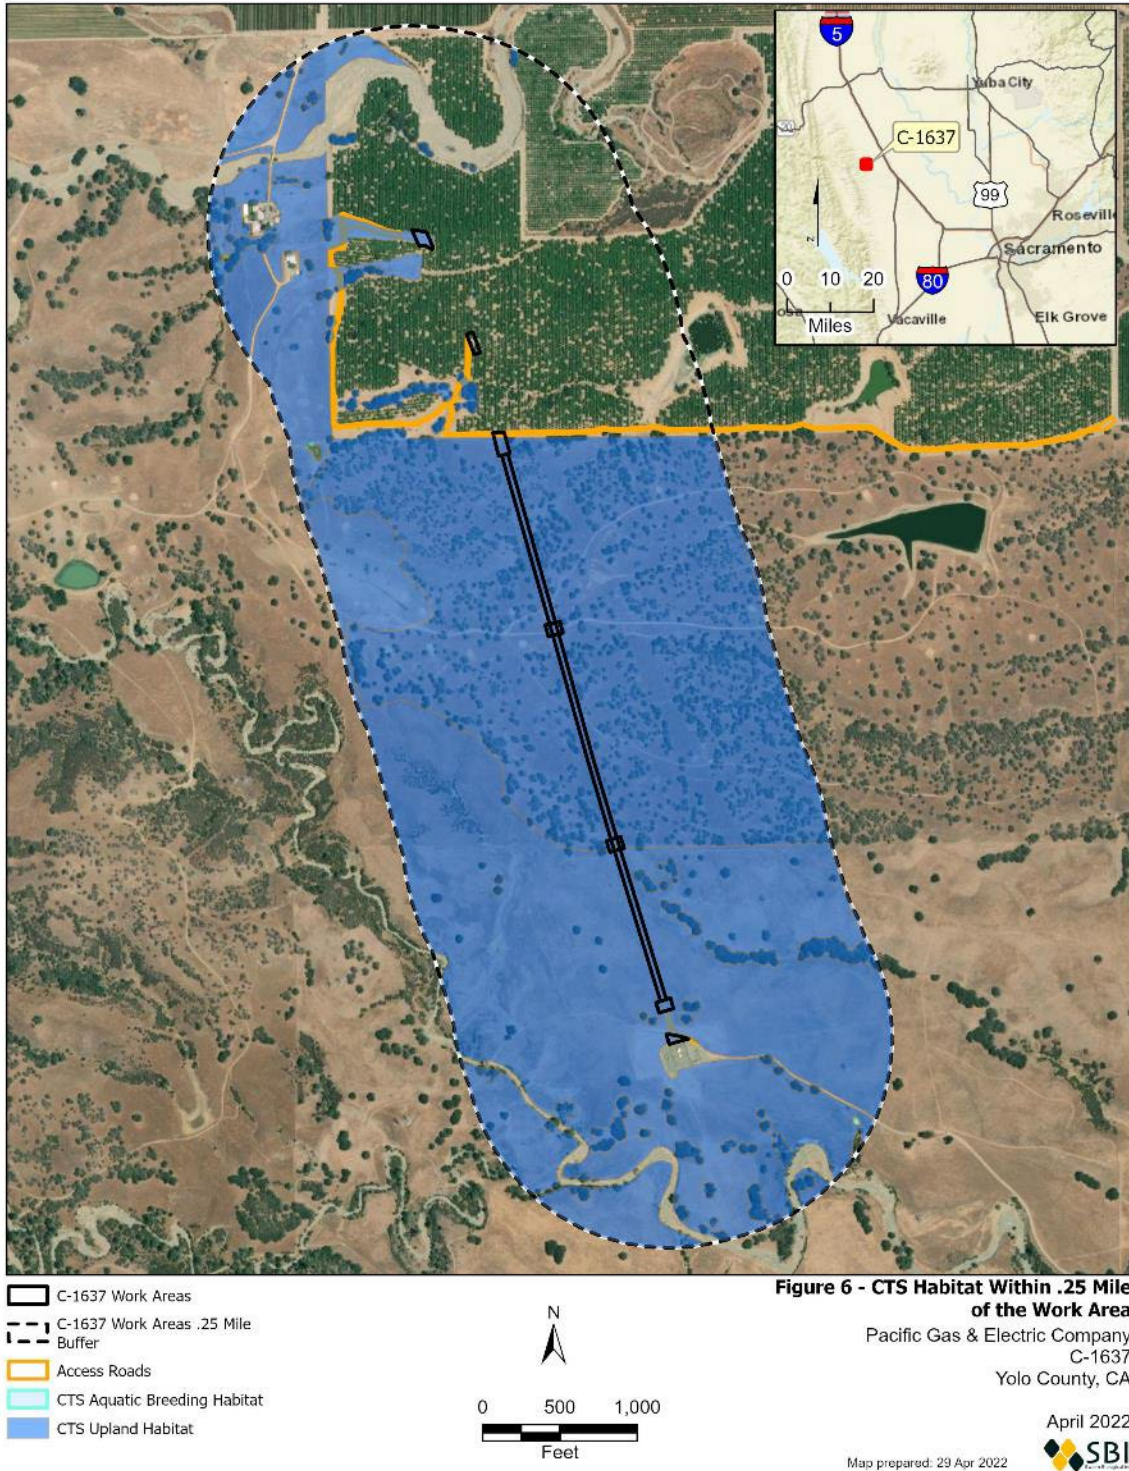 5
Yuba City
20
C-1637
99
Roseville
Sacramento
0 10 20
Miles
80
Vacaville
Elk Grove
C-1637 Work Areas
C-1637 Work Areas .25 Mile
Buffer
Access Roads
CTS Aquatic Breeding Habitat
CTS Upland Habitat
N
0 500 1,000
Feet
Figure 6 - CTS Habitat Within .25 Mile
of the Work Area
Pacific Gas & Electric Company
C-1637
Yolo County, CA
April 2022
Map prepared: 29 Apr 2022
SBI